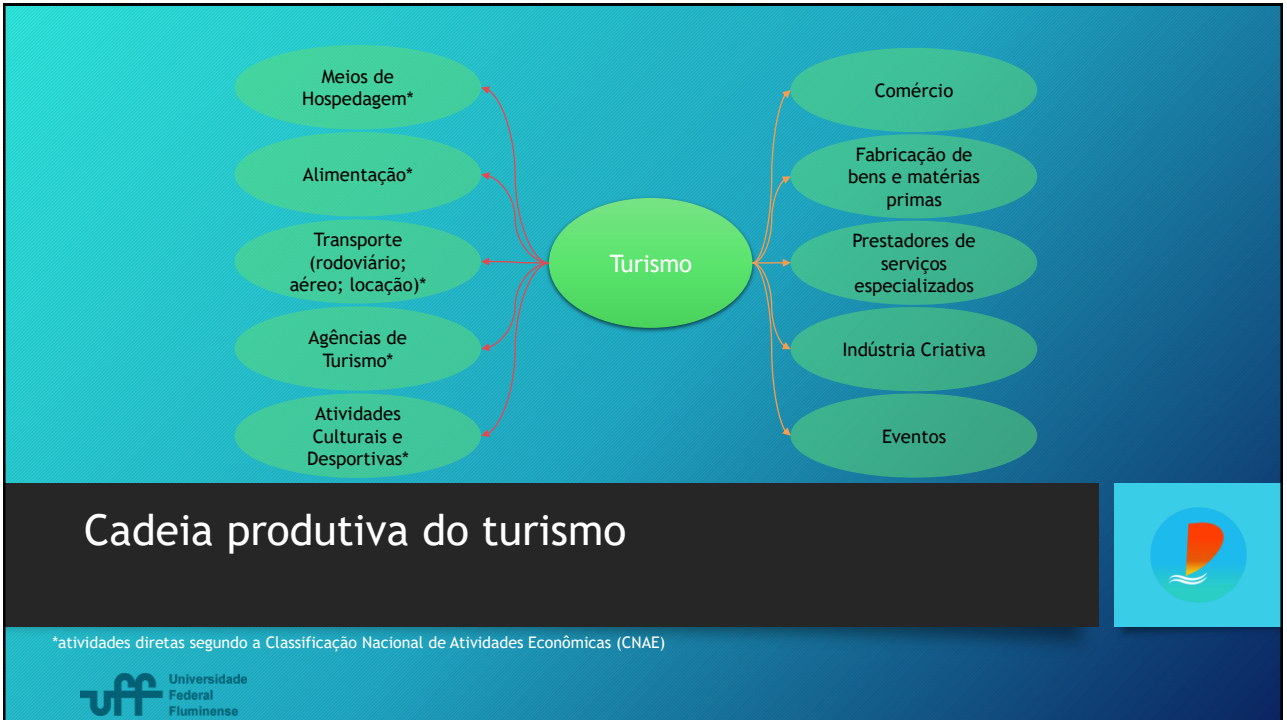 Meios de
Hospedagem*
Alimentação*
Transporte
(rodoviário;
aéreo; locação)*
Agências de
Turismo*
Atividades
Culturais e
Desportivas*
Turismo
Comércio
Fabricação de
bens e matérias
primas
Prestadores de
serviços
especializados
Indústria Criativa
Eventos
Cadeia produtiva do turismo
*atividades diretas segundo a Classificação Nacional de Atividades Econômicas (CNAE)
uff
Universidade
Federal
Fluminense